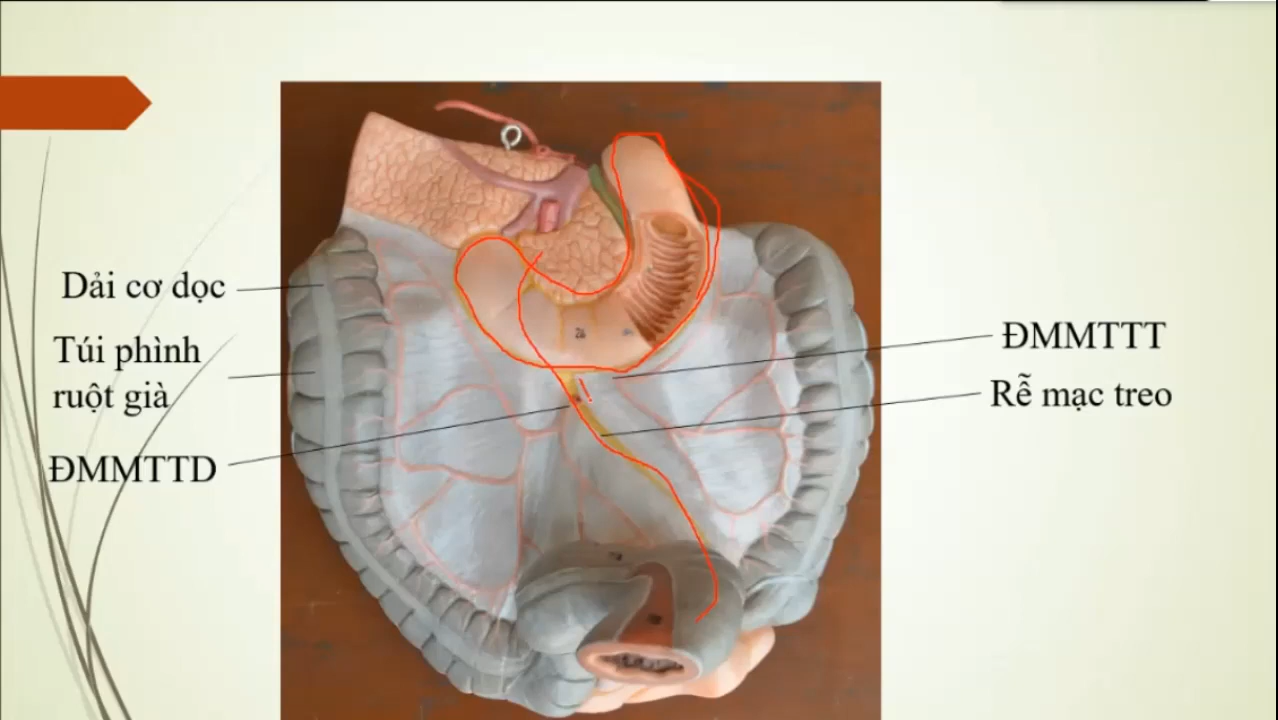 Dải cơ dọc
Túi phình
ruột già
ĐMMTTD
ĐMMTTT
Rễ mạc treo